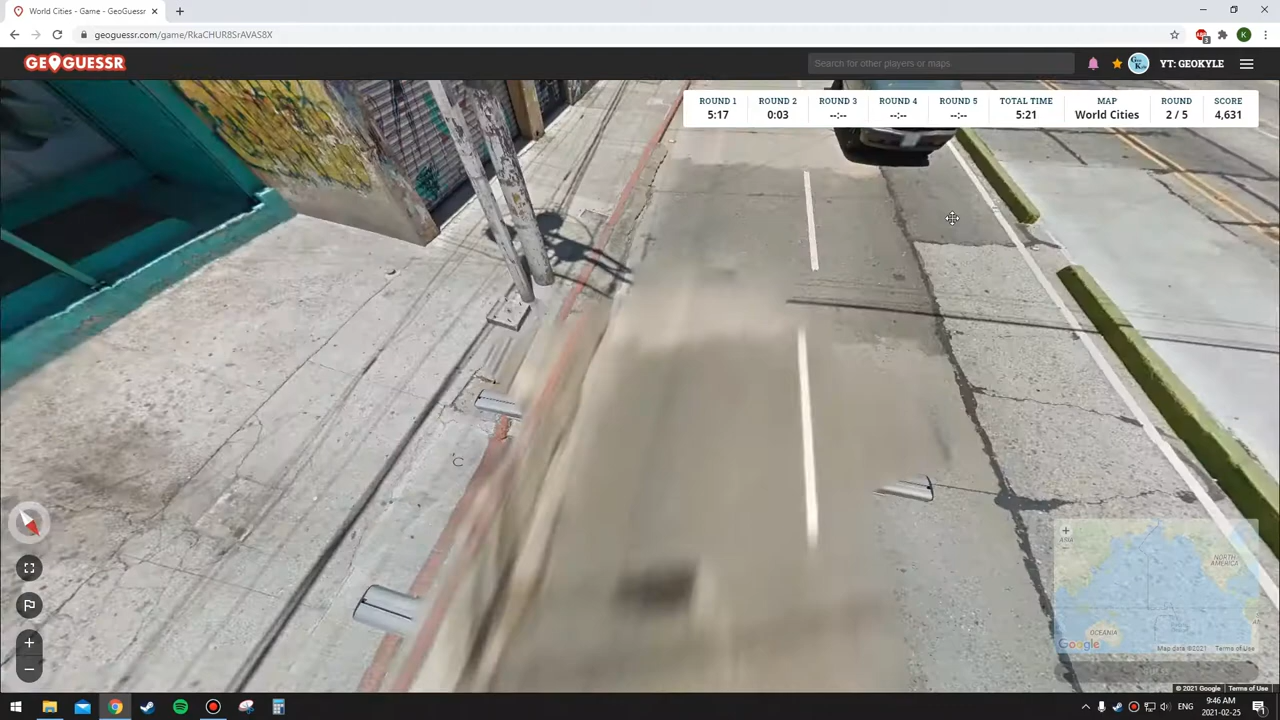 World Cities - Game - GeoGuessr
geoguessr.com/game/RkaCHUR8SrAVAS8X
3
K
GEOGUESSR
Search for other players or maps
YT: GEOKYLE
ROUND 1 ROUND 2 ROUND 3 ROUND 4 ROUND 5 TOTAL TIME MAP ROUND SCORE
5:17 0:03 --:-- --:-- --:-- 5:21 World Cities 2 / 5 4,631
ASIA
NORTH
AMERICA
OCEANIA
Google
Map data ©2021 Terms of Use
© 2021 Google Terms of Use
ENG
9:46 AM
2021-02-25